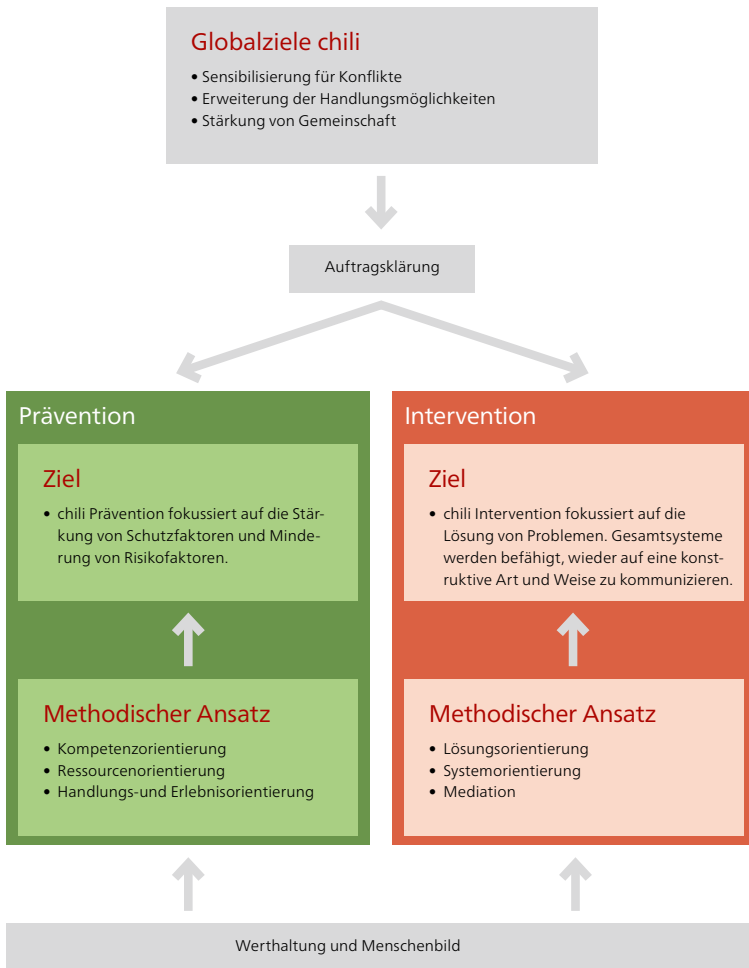 Globalziele chili
• Sensibilisierung für Konflikte
• Erweiterung der Handlungsmöglichkeiten
• Stärkung von Gemeinschaft
Auftragsklärung
Prävention
Ziel
• chili Prävention fokussiert auf die Stär-
kung von Schutzfaktoren und Minde-
rung von Risikofaktoren.
Methodischer Ansatz
• Kompetenzorientierung
• Ressourcenorientierung
• Handlungs-und Erlebnisorientierung
Intervention
Ziel
• chili Intervention fokussiert auf die
Lösung von Problemen. Gesamtsysteme
werden befähigt, wieder auf eine konst-
ruktive Art und Weise zu kommunizieren.
Methodischer Ansatz
• Lösungsorientierung
• Systemorientierung
• Mediation
Werthaltung und Menschenbild